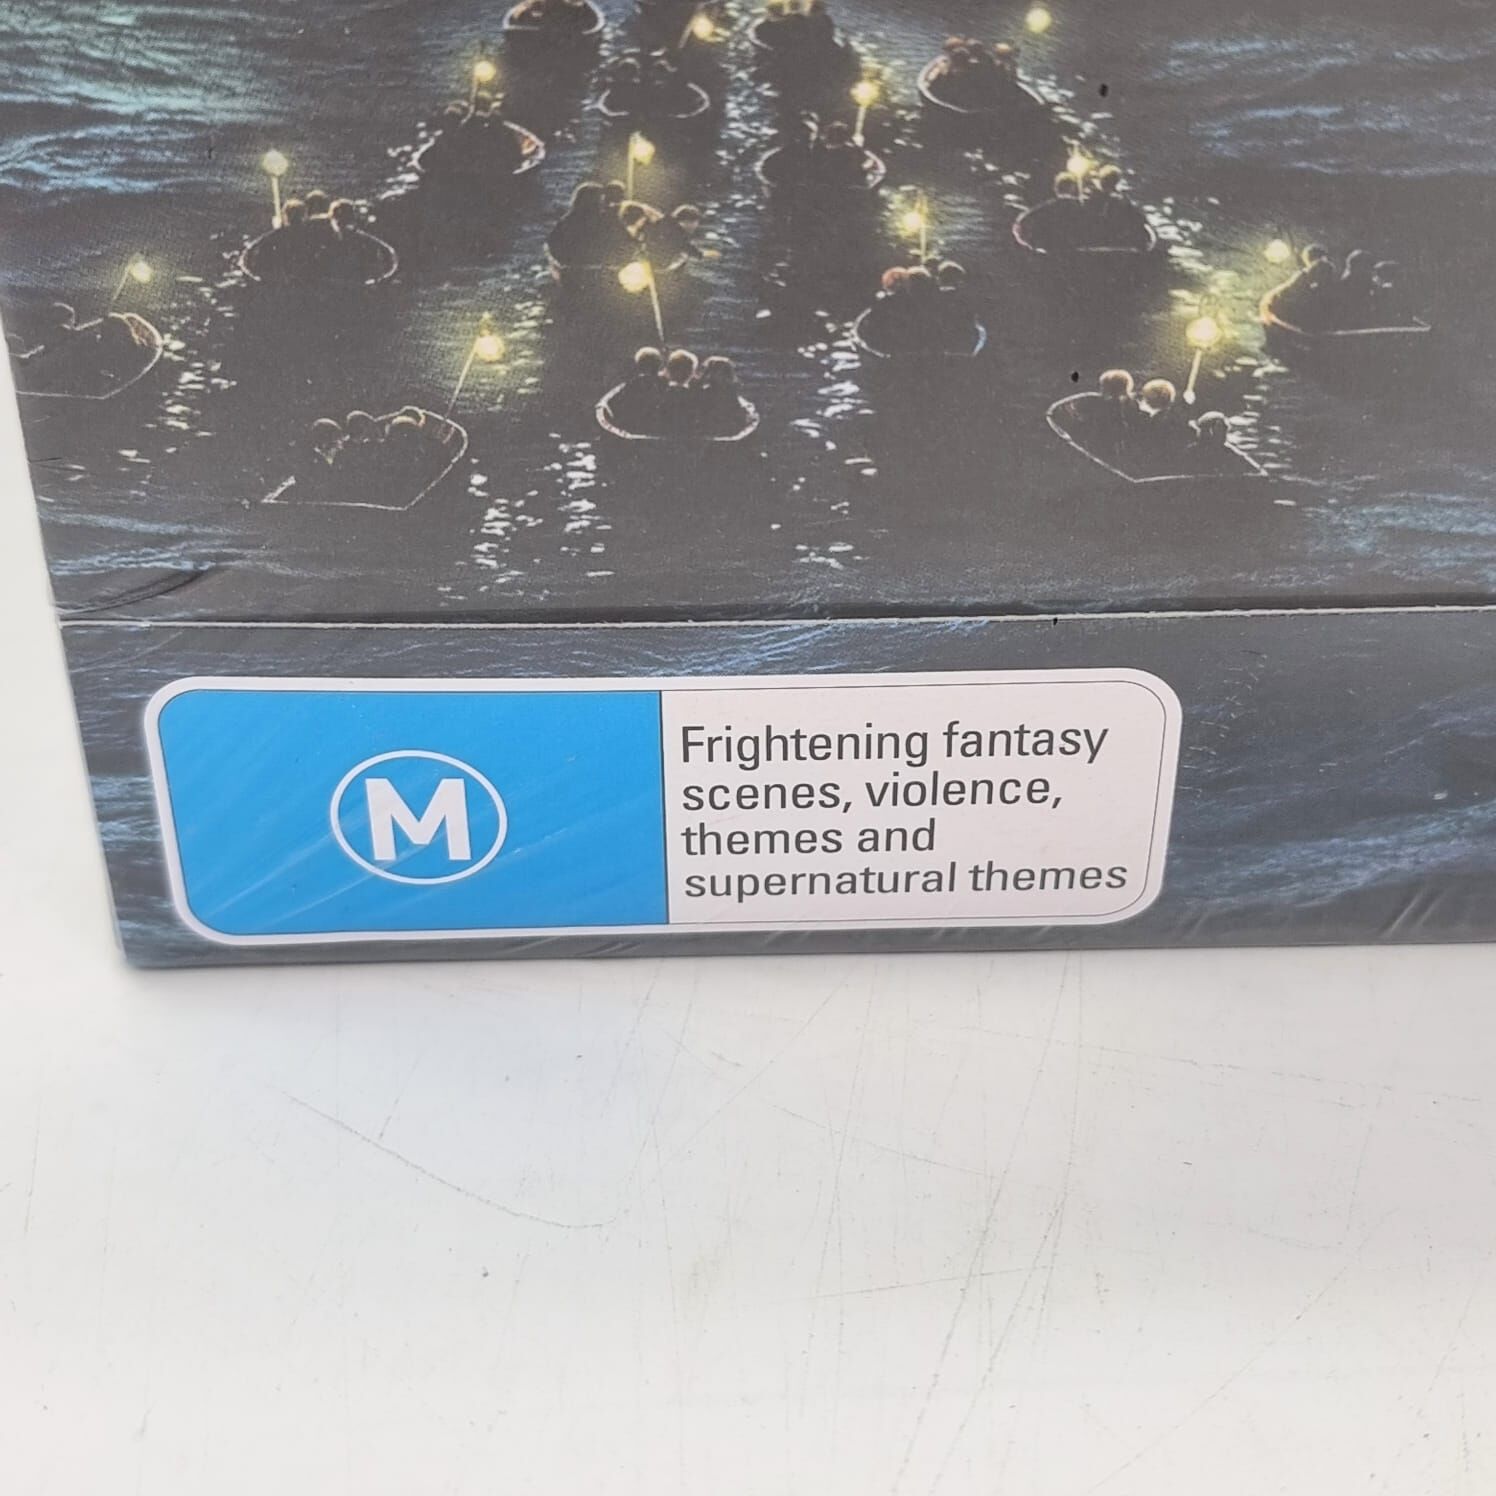 M
Frightening fantasy
scenes, violence,
themes and
supernatural themes